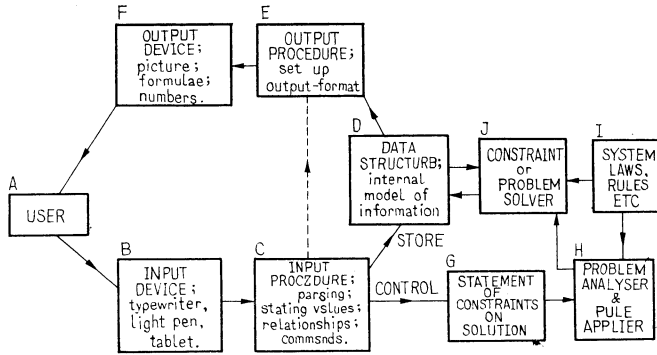 F
OUTPUT
DEVICE;
picture;
formulae;
numbers.
E
OUTPUT
PROCEDURE;
set up
output-format
D
DATA
STRUCTURB;
internal
model of
information
J
CONSTRAINT
or
PROBLEM
SOLVER
I
SYSTEM
LAWS,
RULES
ETC
A
USER
B
INPUT
DEVICE;
typewriter,
light pen,
tablet.
C
INPUT
PROCZDURE;
parsing;
stating vslues;
relationships;
commsnds.
STORE
CONTROL
G
STATEMENT
OF
CONSTRAINTS
ON
SOLUTION
H
PROBLEM
ANALYSER
&
PULE
APPLIER